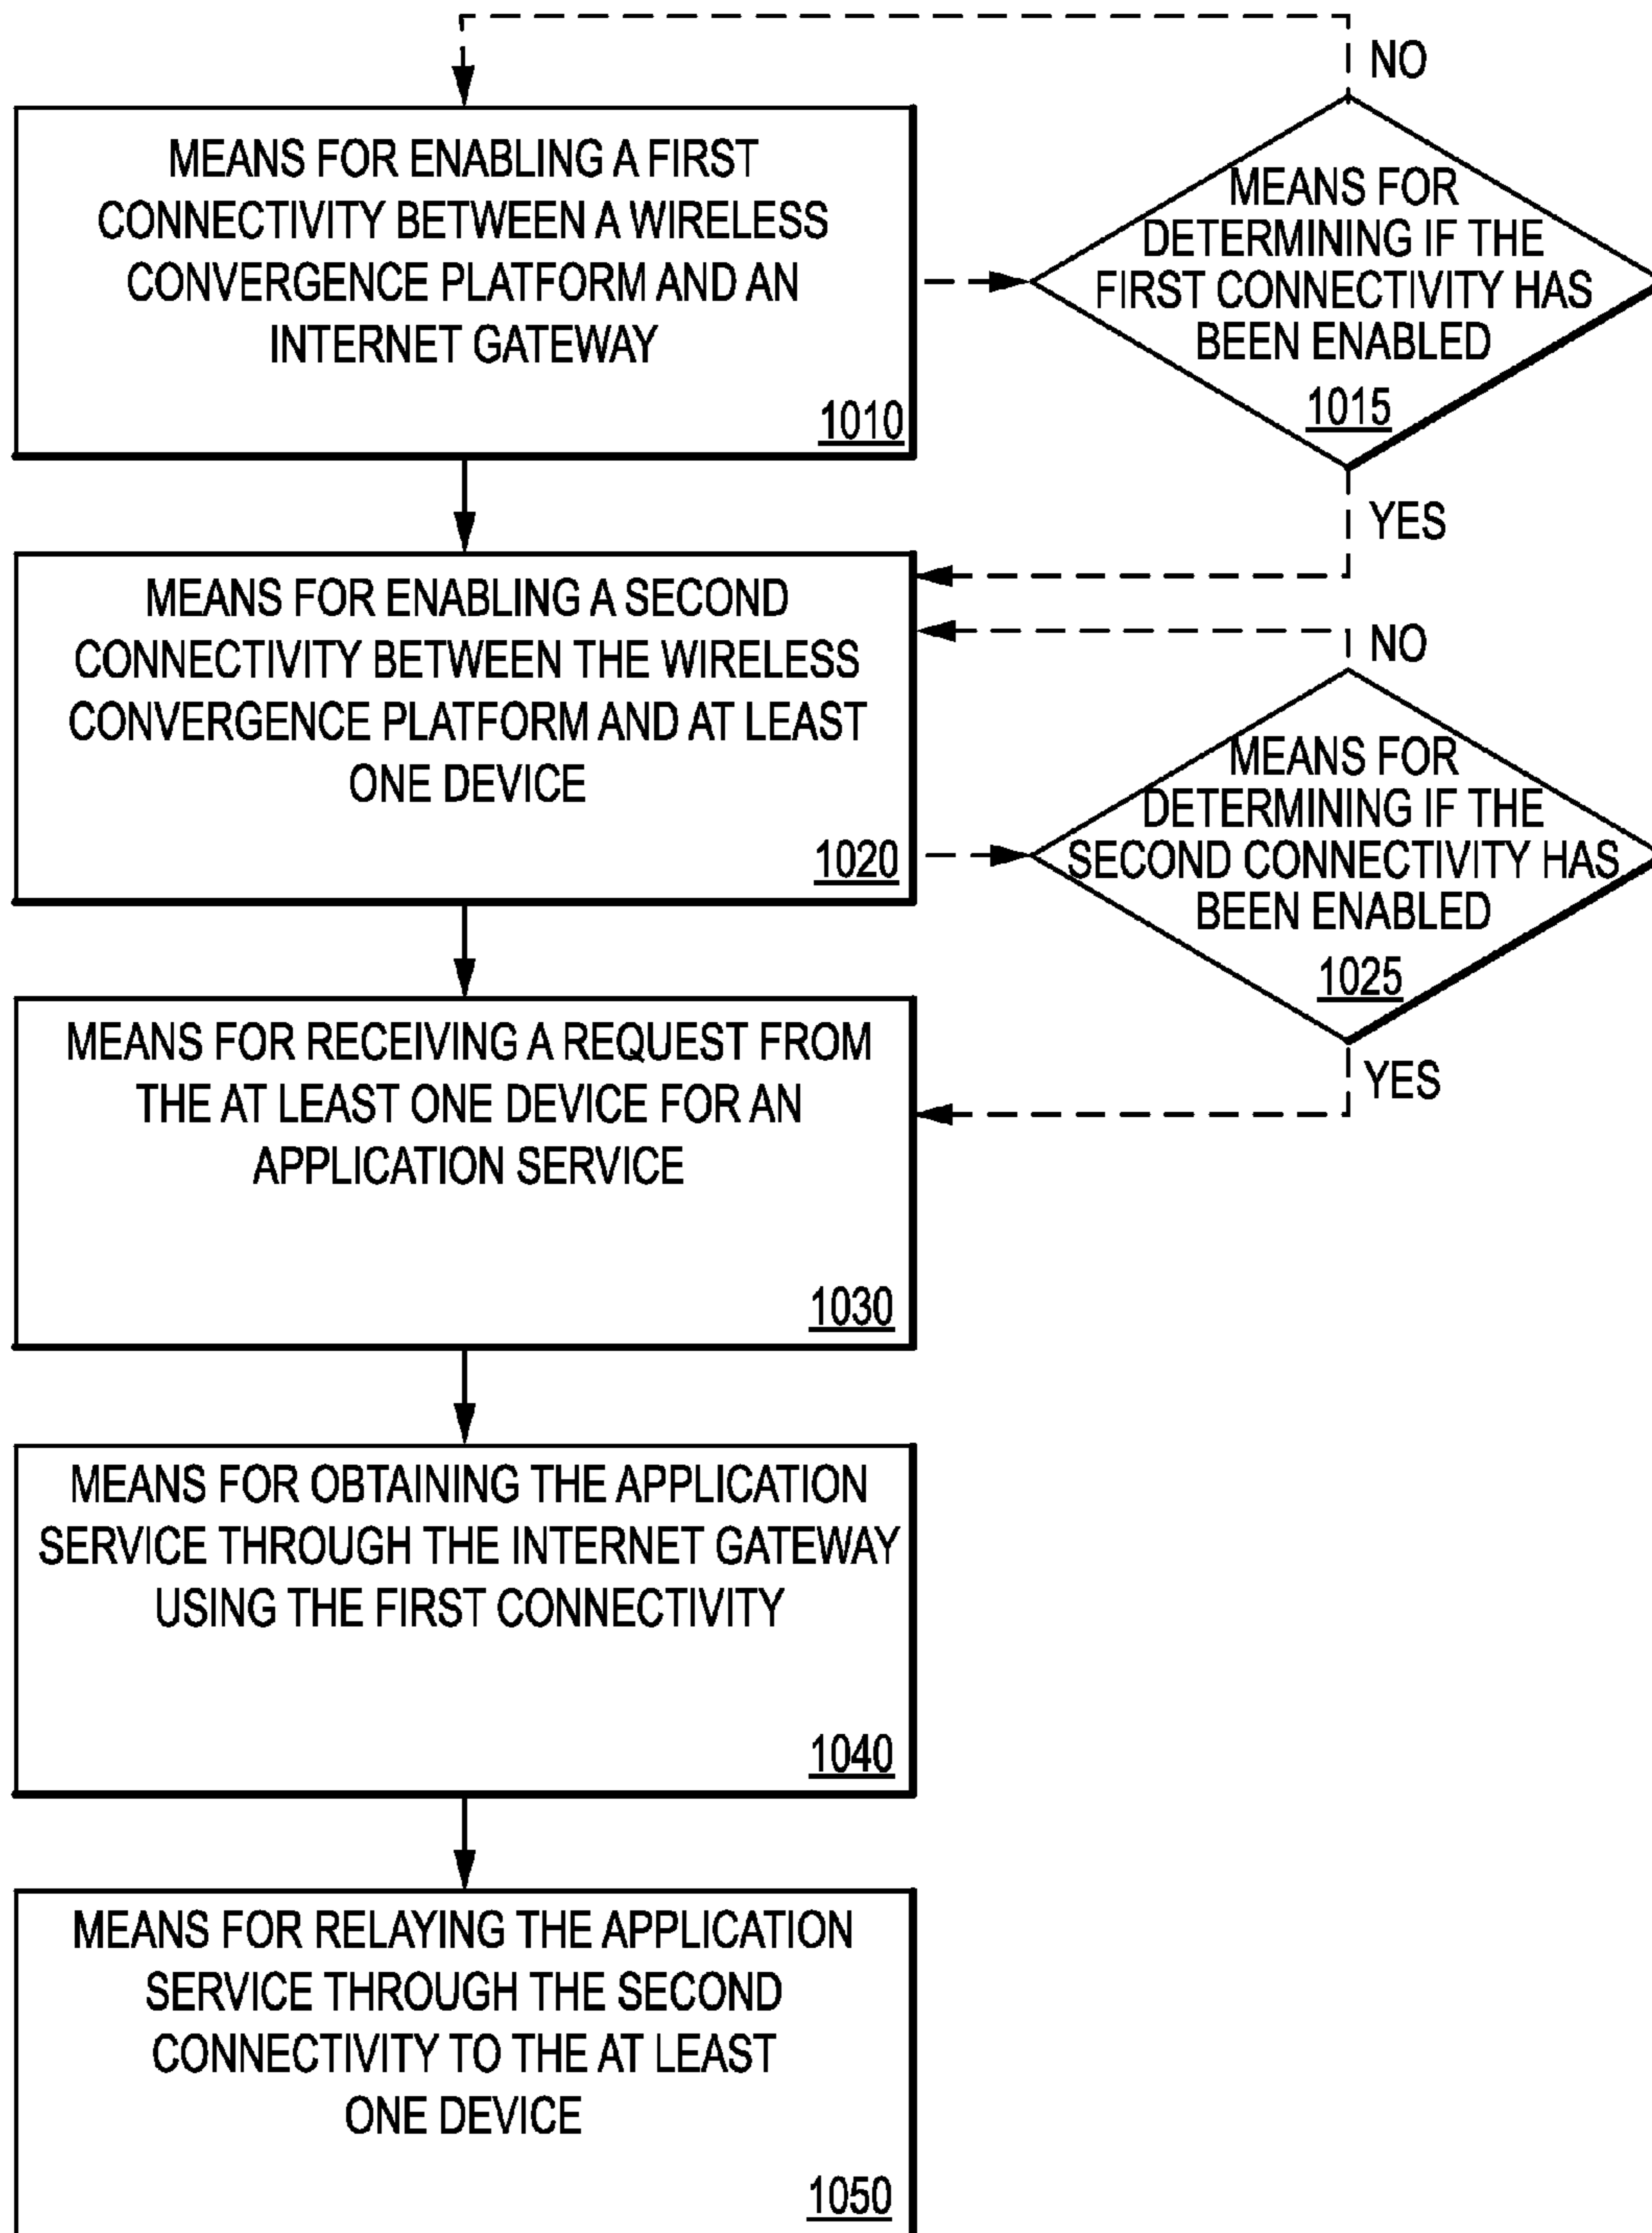 NO
MEANS FOR ENABLING A FIRST
CONNECTIVITY BETWEEN A WIRELESS
CONVERGENCE PLATFORM AND AN
INTERNET GATEWAY
1010
MEANS FOR
DETERMINING IF THE
FIRST CONNECTIVITY HAS
BEEN ENABLED
1015
YES
MEANS FOR ENABLING A SECOND
CONNECTIVITY BETWEEN THE WIRELESS
CONVERGENCE PLATFORM AND AT LEAST
ONE DEVICE
1020
NO
MEANS FOR
DETERMINING IF THE
SECOND CONNECTIVITY HAS
BEEN ENABLED
1025
YES
MEANS FOR RECEIVING A REQUEST FROM
THE AT LEAST ONE DEVICE FOR AN
APPLICATION SERVICE
1030
MEANS FOR OBTAINING THE APPLICATION
SERVICE THROUGH THE INTERNET GATEWAY
USING THE FIRST CONNECTIVITY
1040
MEANS FOR RELAYING THE APPLICATION
SERVICE THROUGH THE SECOND
CONNECTIVITY TO THE AT LEAST
ONE DEVICE
1050